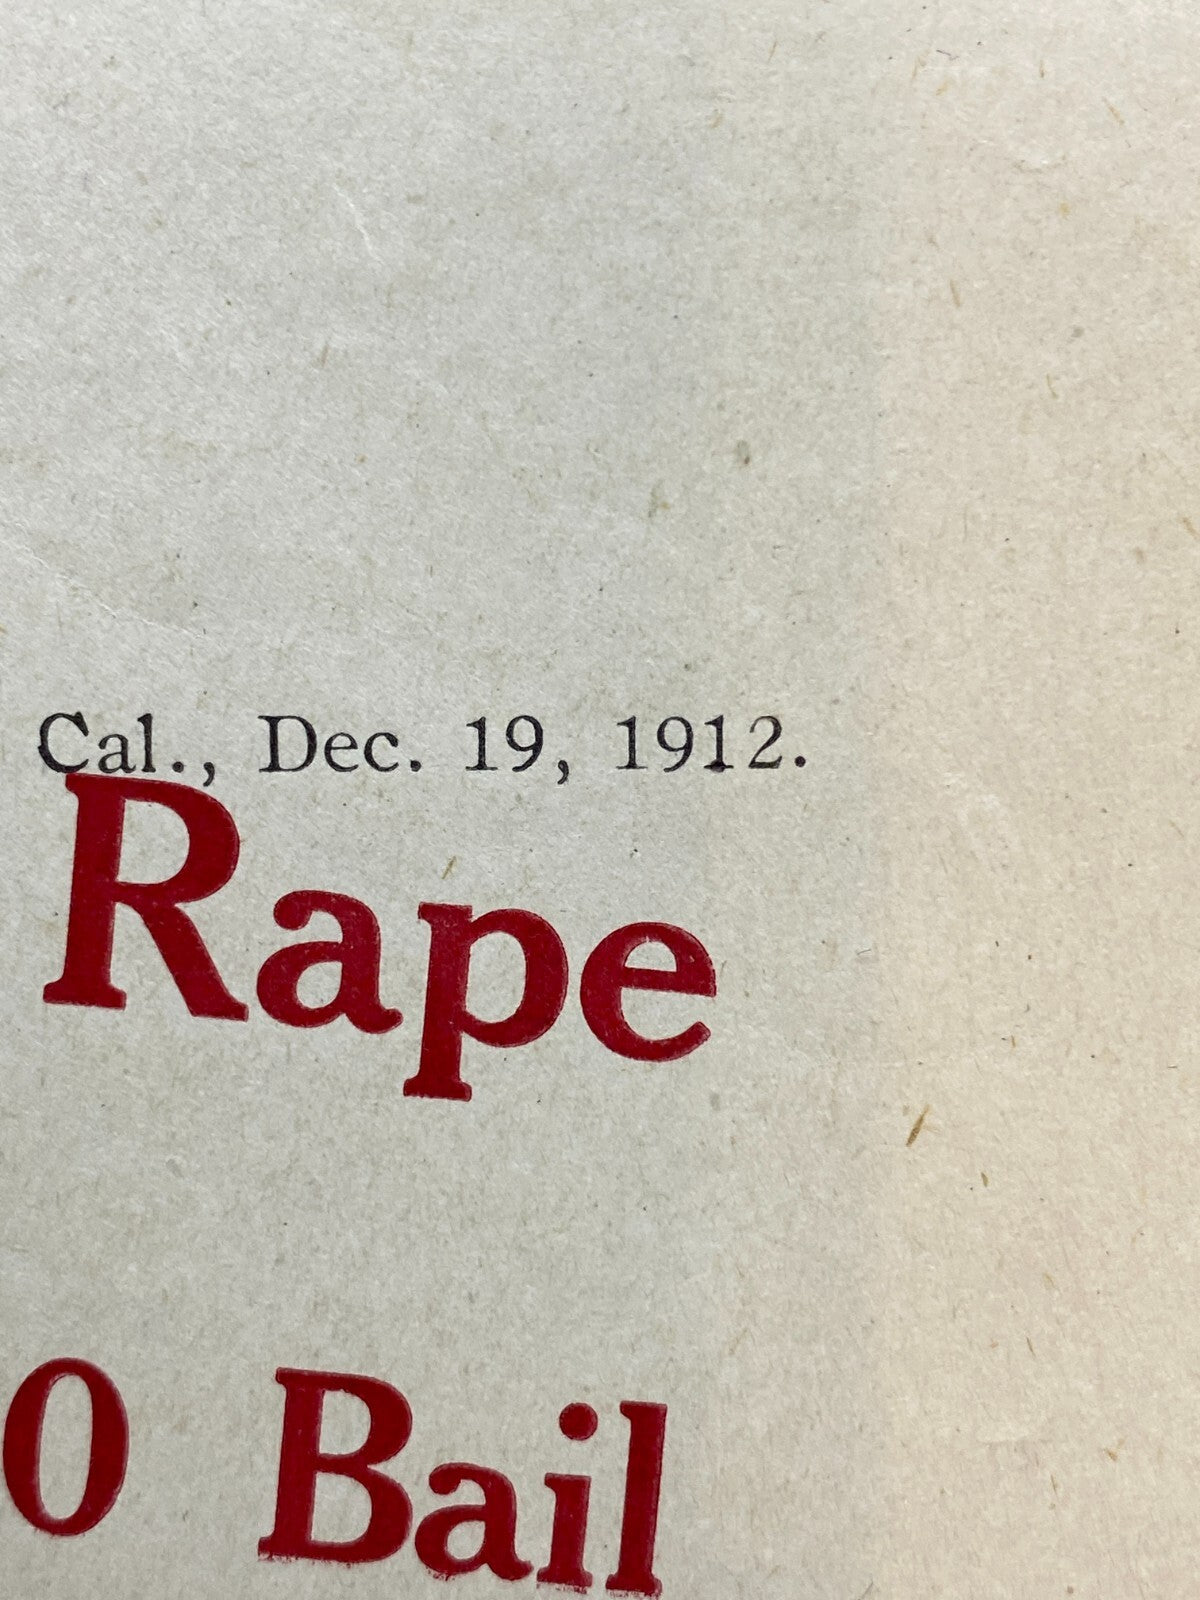 Cal., Dec. 19, 1912.
Rape
0 Bail